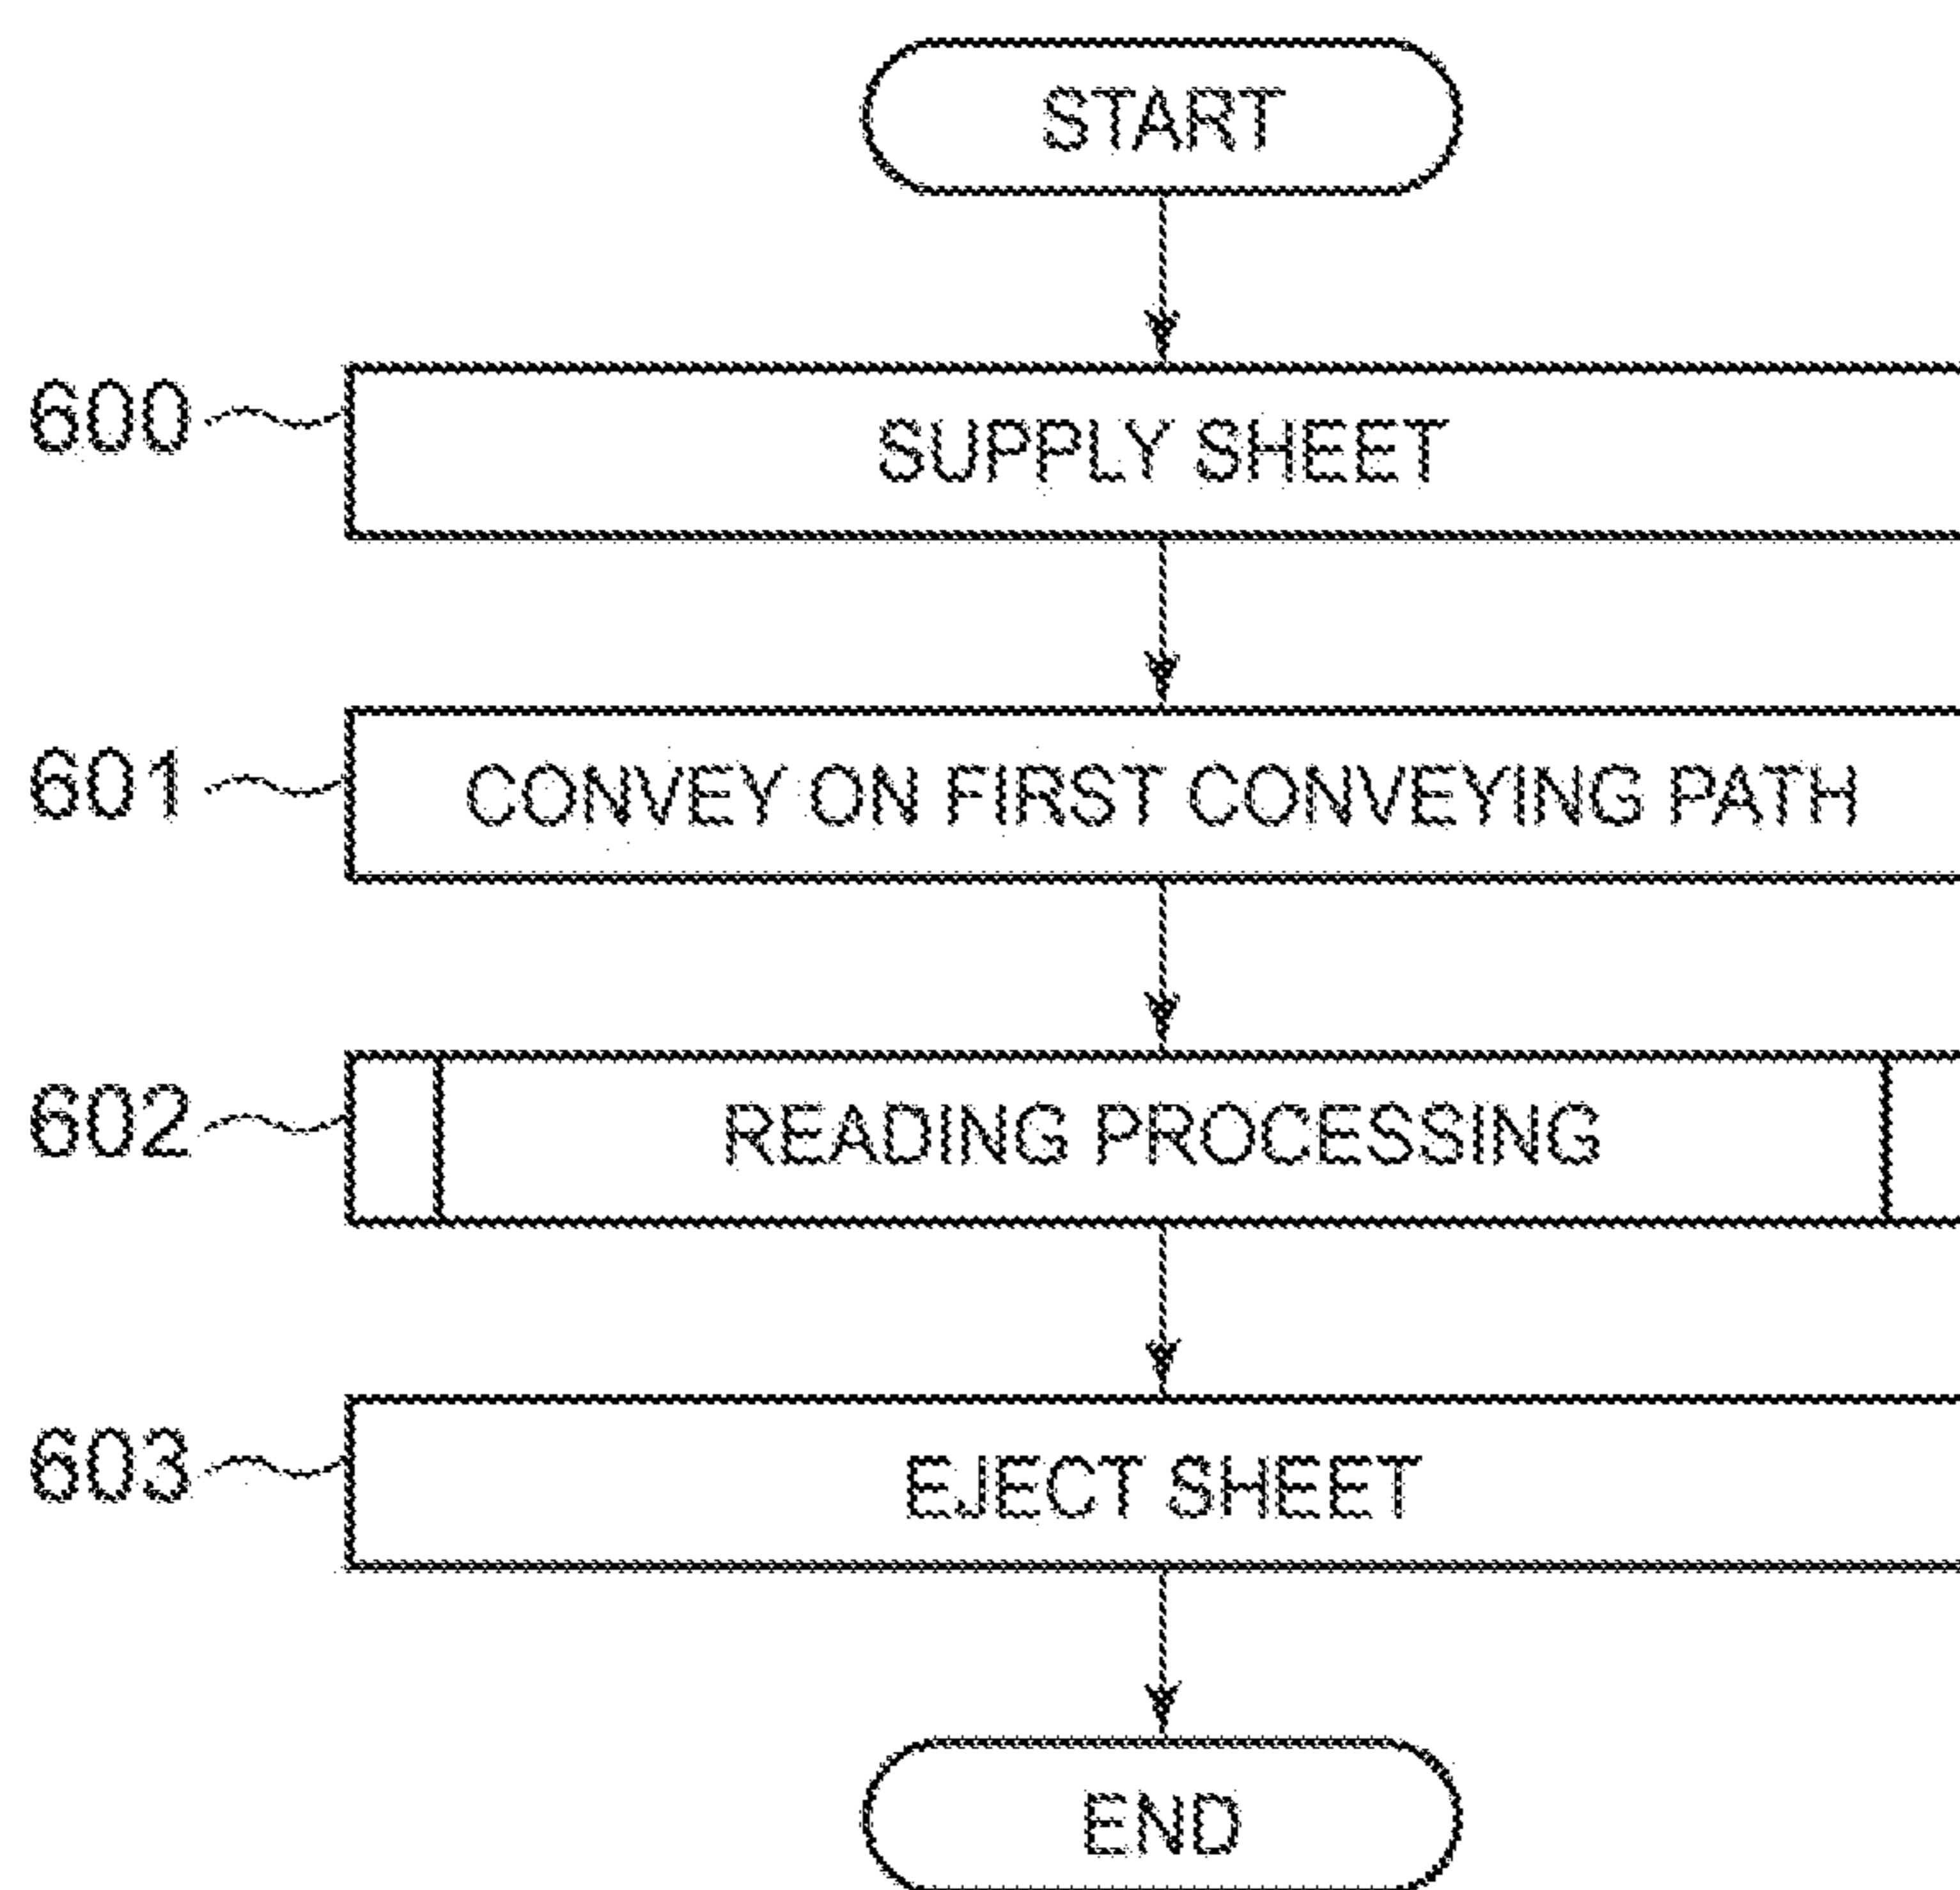 START
600 SUPPLY SHEET
601 CONVEY ON FIRST CONVEYING PATH
602 READING PROCESSING
603 EJECT SHEET
END